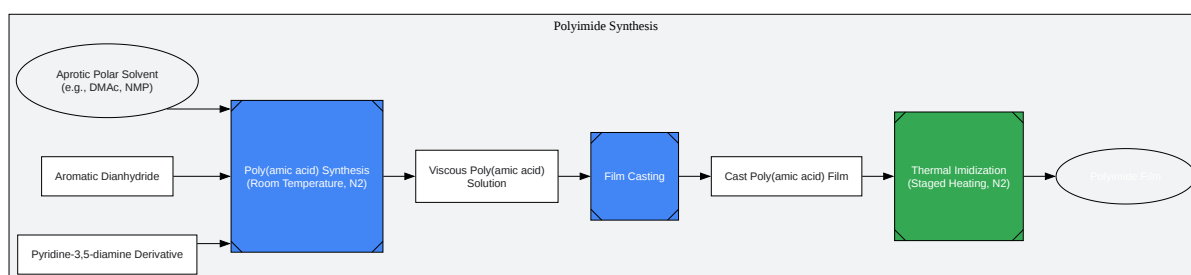 Polyimide Synthesis
Aprotic Polar Solvent
(e.g., DMAc, NMP)
Aromatic Dianhydride
Pyridine-3,5-diamine Derivative
Poly(amic acid) Synthesis
(Room Temperature, N2)
Viscous Poly(amic acid)
Solution
Film Casting
Cast Poly(amic acid) Film
Thermal Imidization
(Staged Heating, N2)
Polyimide Film